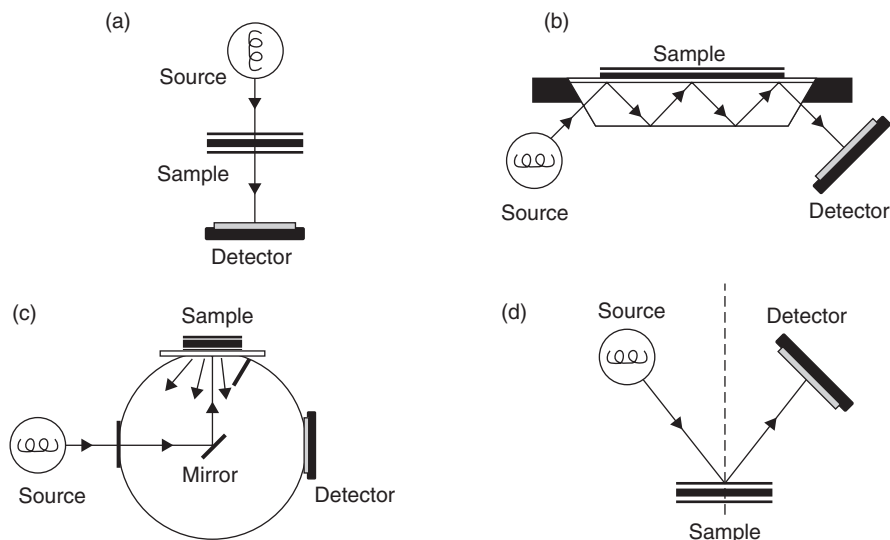 (a)
Source
Sample
Detector
(b)
Sample
Source
Detector
(c)
Sample
Mirror
Source
Detector
(d)
Source
Detector
Sample